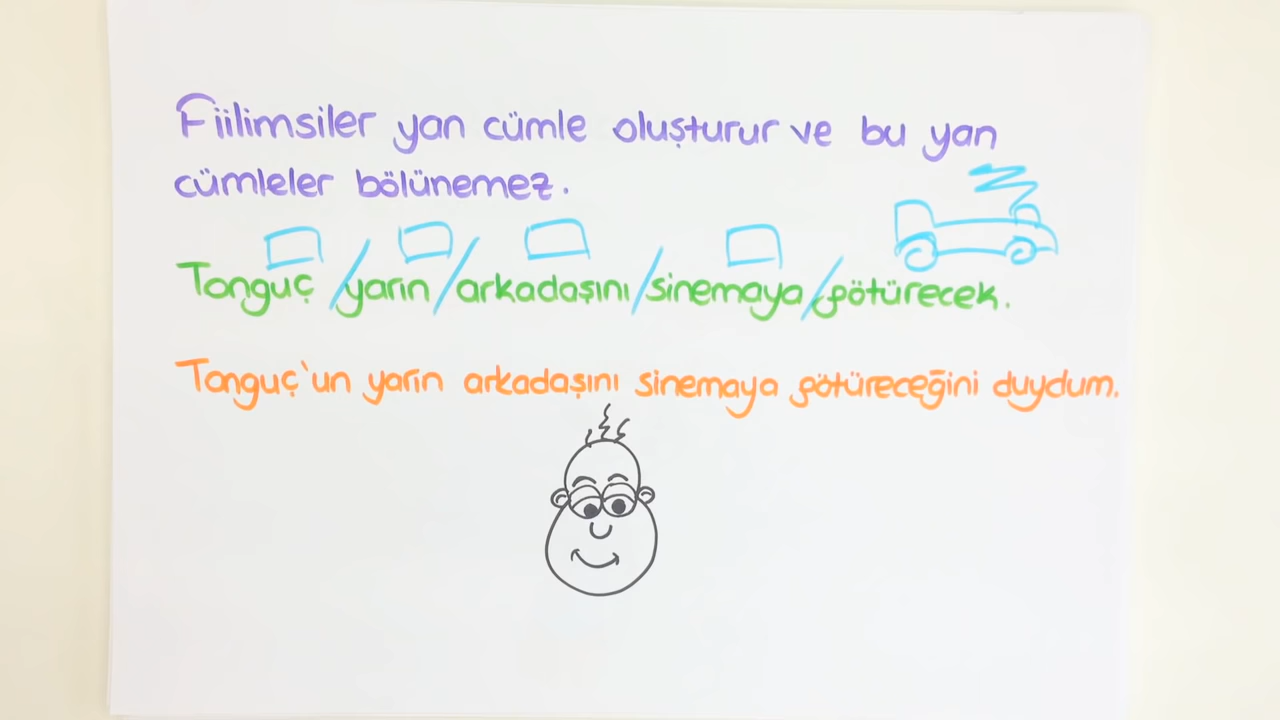 Fiilimsiler yan cümle oluşturur ve bu yan
cümleler bölünemez.
Tonguç / yarın / arkadaşını / sinemaya / götürecek.
Tonguç'un yarın arkadaşını sinemaya götüreceğini duydum.